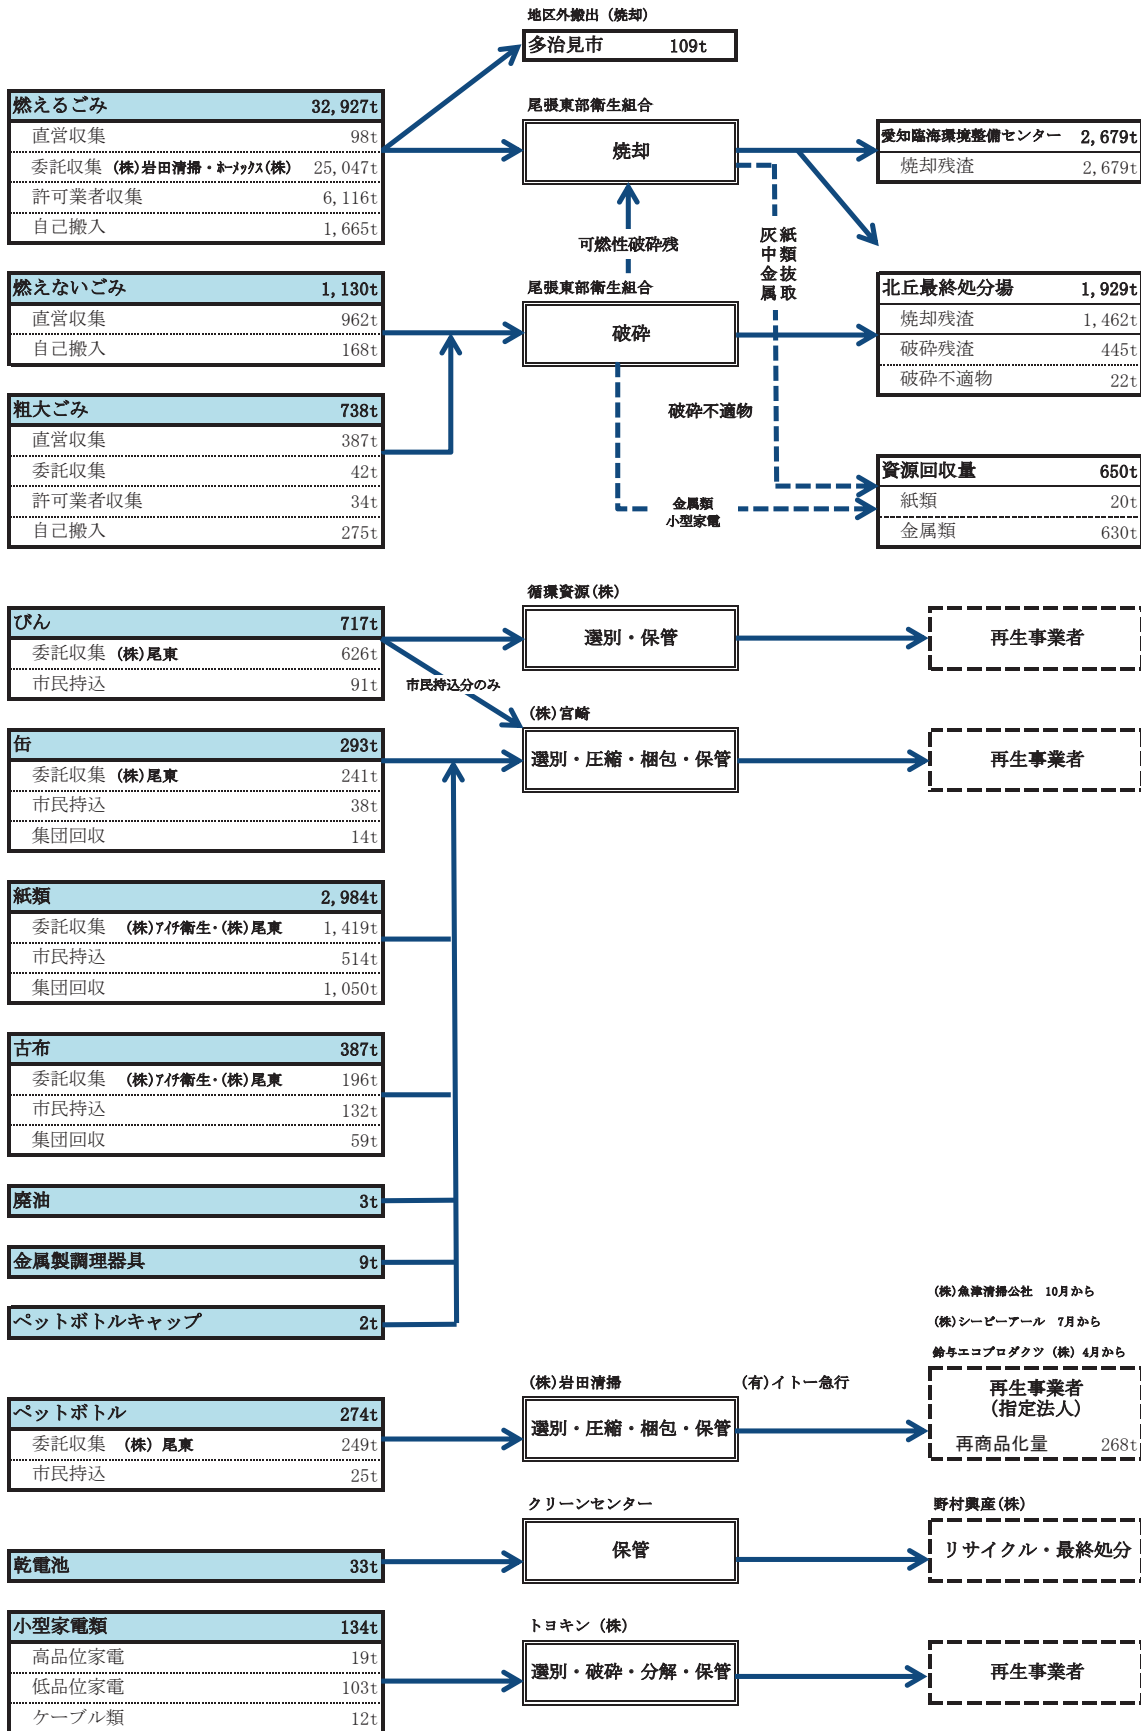 地区外搬出（焼却）
多治見市 109t
燃えるごみ 32,927t
直営収集 98t
委託収集 (株)岩田清掃・ホーメックス(株) 25,047t
許可業者収集 6,116t
自己搬入 1,665t
尾張東部衛生組合
焼却
愛知臨海環境整備センター 2,679t
焼却残渣 2,679t
可燃性破砕残
灰中金属
紙類抜取
燃えないごみ 1,130t
直営収集 962t
自己搬入 168t
尾張東部衛生組合
破砕
北丘最終処分場 1,929t
焼却残渣 1,462t
破砕残渣 445t
破砕不適物 22t
粗大ごみ 738t
直営収集 387t
委託収集 42t
許可業者収集 34t
自己搬入 275t
破砕不適物
金属類
小型家電
資源回収量 650t
紙類 20t
金属類 630t
びん 717t
委託収集 (株)尾東 626t
市民持込 91t
循環資源(株)
選別・保管
再生事業者
市民持込分のみ
缶 293t
委託収集 (株)尾東 241t
市民持込 38t
集団回収 14t
(株)宮崎
選別・圧縮・梱包・保管
再生事業者
紙類 2,984t
委託収集 (株)アイチ衛生・(株)尾東 1,419t
市民持込 514t
集団回収 1,050t
古布 387t
委託収集 (株)アイチ衛生・(株)尾東 196t
市民持込 132t
集団回収 59t
廃油 3t
金属製調理器具 9t
ペットボトルキャップ 2t
(株)魚津清掃公社 10月から
(株)シーピーアール 7月から
鈴与エコプロダクツ（株）4月から
ペットボトル 274t
委託収集 （株）尾東 249t
市民持込 25t
(株)岩田清掃
選別・圧縮・梱包・保管
(有)イトー急行
再生事業者
(指定法人)
再商品化量 268t
乾電池 33t
クリーンセンター
保管
野村興産(株)
リサイクル・最終処分
小型家電類 134t
高品位家電 19t
低品位家電 103t
ケーブル類 12t
トヨキン（株）
選別・破砕・分解・保管
再生事業者